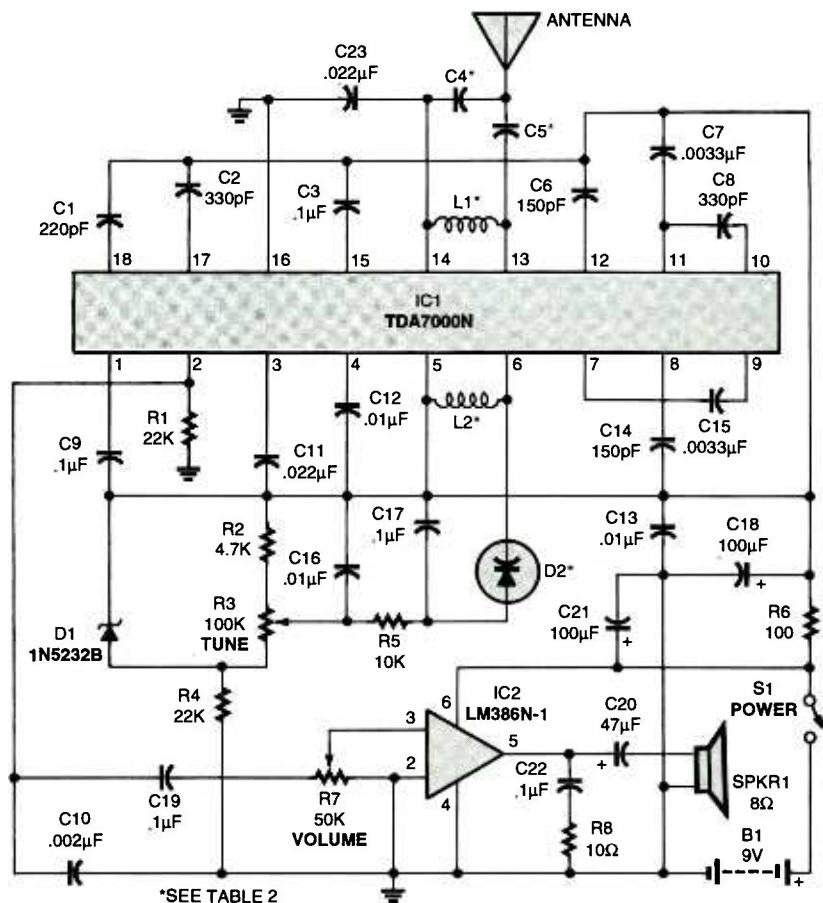 ANTENNA
C23
.022µF
C4*
C5*
C7
.0033µF
C8
330pF
C1
220pF
C2
330pF
C3
.1µF
L1*
C6
150pF
18
17
16
15
14
13
12
11
10
IC1
TDA7000N
1
2
3
4
5
6
7
8
9
R1
22K
C9
.1µF
C11
.022µF
C12
.01µF
L2*
C14
150pF
C15
.0033µF
R2
4.7K
C16
.01µF
C17
.1µF
C13
.01µF
C18
100µF
+
D2*
D1
1N5232B
R3
100K
TUNE
R5
10K
C21
100µF
+
R6
100
R4
22K
IC2
LM386N-1
6
3
2
5
4
C20
47µF
+
S1
POWER
C19
.1µF
R7
50K
VOLUME
C22
.1µF
SPKR1
8Ω
C10
.002µF
R8
10Ω
B1
9V
+
*SEE TABLE 2